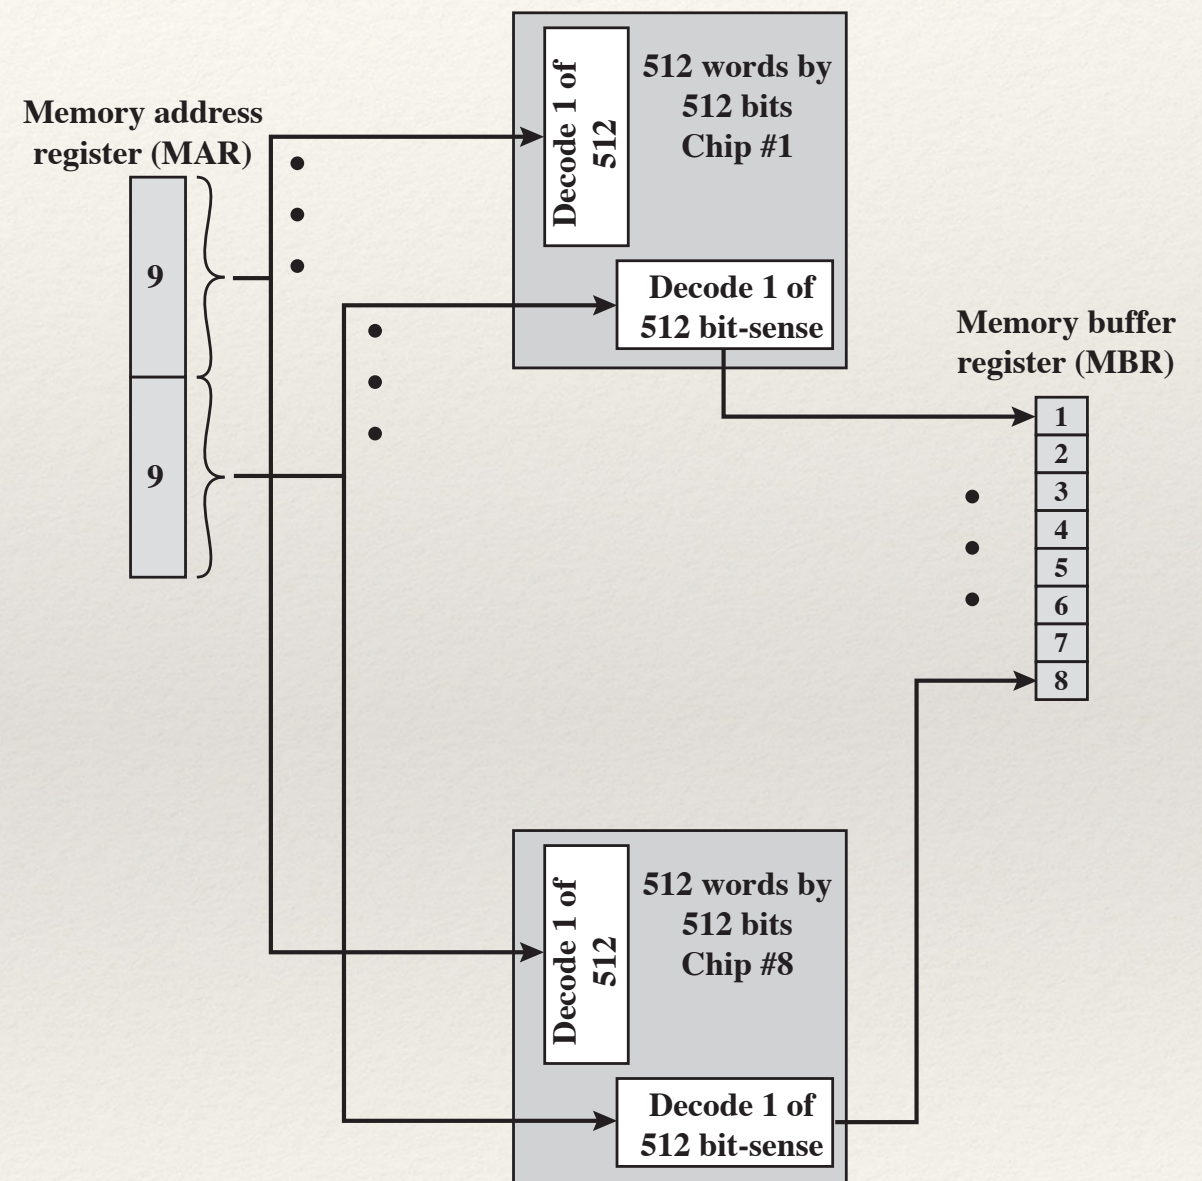 Memory address
register (MAR)
9
9
Decode 1 of
512
512 words by
512 bits
Chip #1
Decode 1 of
512 bit-sense
Memory buffer
register (MBR)
1
2
3
4
5
6
7
8
Decode 1 of
512
512 words by
512 bits
Chip #8
Decode 1 of
512 bit-sense